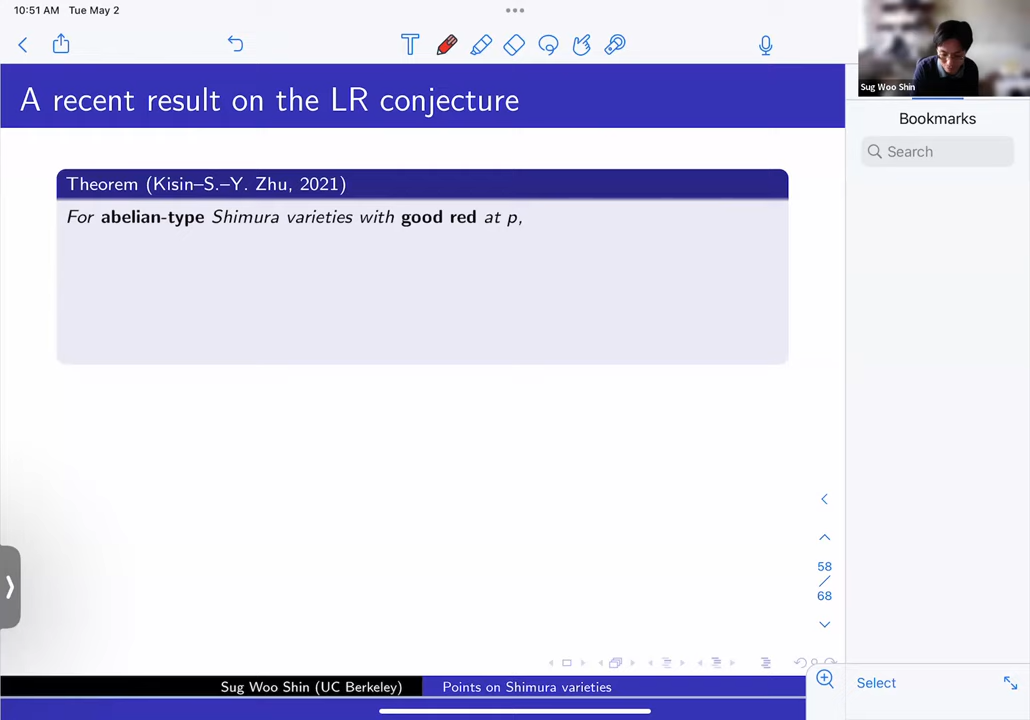 10:51 AM Tue May 2
Sug Woo Shin
A recent result on the LR conjecture
Bookmarks
Search
Theorem (Kisin–S.–Y. Zhu, 2021)
For abelian-type Shimura varieties with good red at p,
58
68
Sug Woo Shin (UC Berkeley)
Points on Shimura varieties
Select